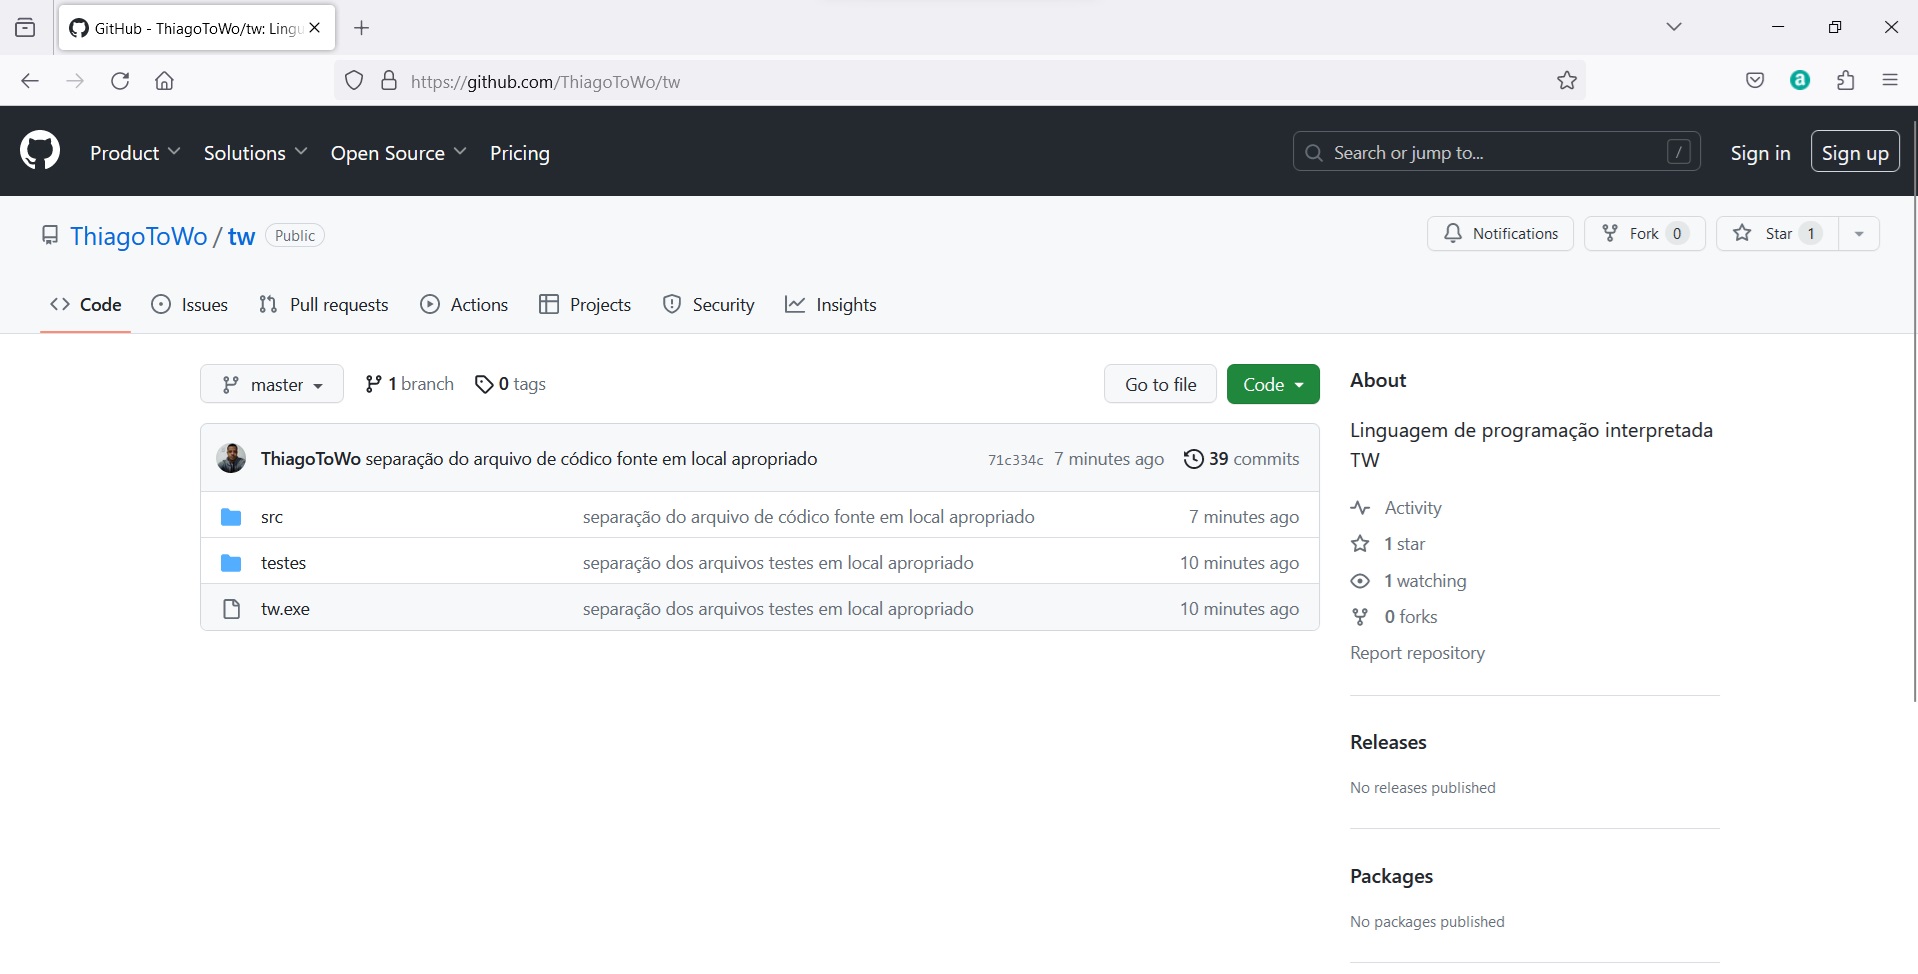 GitHub - ThiagoToWo/tw: Lingu
https://github.com/ThiagoToWo/tw
a
Product Solutions Open Source Pricing Search or jump to... / Sign in Sign up
ThiagoToWo / tw Public Notifications Fork 0 Star 1
Code Issues Pull requests Actions Projects Security Insights
master 1 branch 0 tags Go to file Code
ThiagoToWo separação do arquivo de códico fonte em local apropriado 71c334c 7 minutes ago 39 commits
src separação do arquivo de códico fonte em local apropriado 7 minutes ago
testes separação dos arquivos testes em local apropriado 10 minutes ago
tw.exe separação dos arquivos testes em local apropriado 10 minutes ago
About
Linguagem de programação interpretada
TW
Activity
1 star
1 watching
0 forks
Report repository
Releases
No releases published
Packages
No packages published